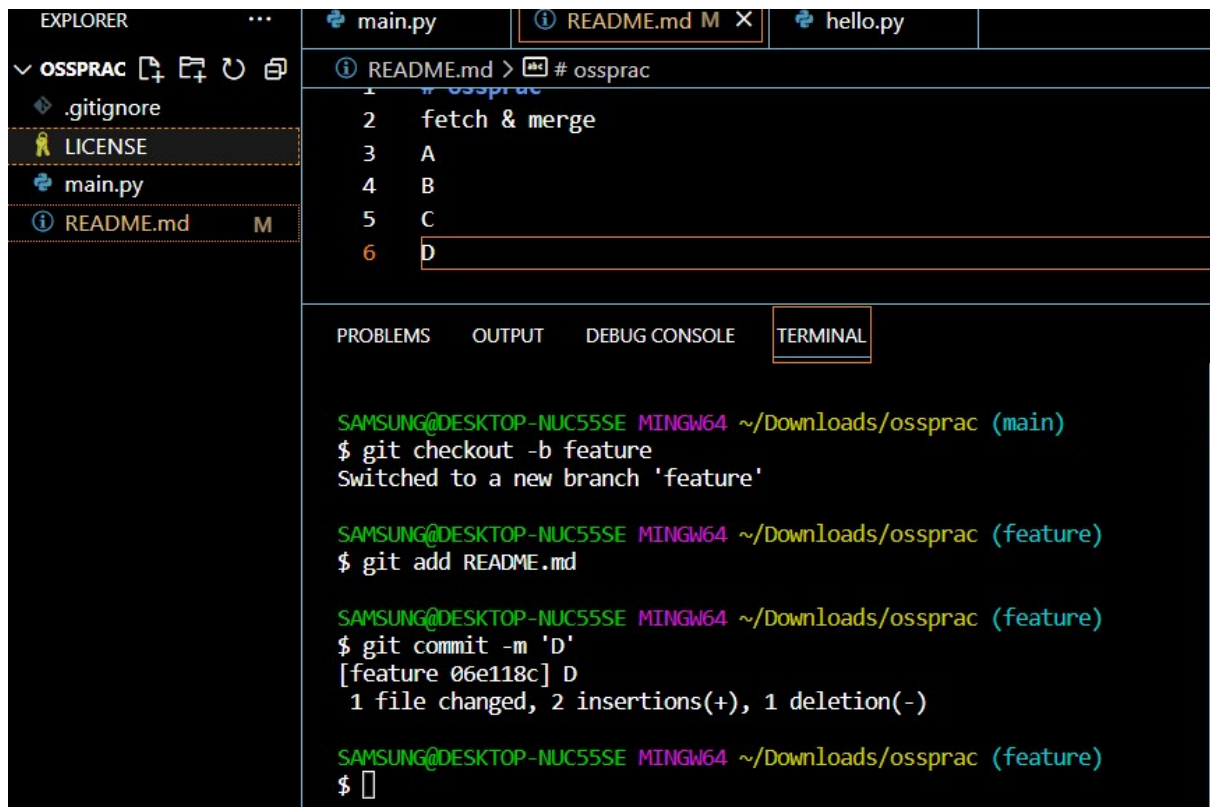 EXPLORER ···
OSSPRAC
.gitignore
LICENSE
main.py
README.md M
main.py README.md M hello.py
README.md > # ossprac
1 # ossprac
2 fetch & merge
3 A
4 B
5 C
6 D
PROBLEMS OUTPUT DEBUG CONSOLE TERMINAL
SAMSUNG@DESKTOP-NUC55SE MINGW64 ~/Downloads/ossprac (main)
$ git checkout -b feature
Switched to a new branch 'feature'
SAMSUNG@DESKTOP-NUC55SE MINGW64 ~/Downloads/ossprac (feature)
$ git add README.md
SAMSUNG@DESKTOP-NUC55SE MINGW64 ~/Downloads/ossprac (feature)
$ git commit -m 'D'
[feature 06e118c] D
1 file changed, 2 insertions(+), 1 deletion(-)
SAMSUNG@DESKTOP-NUC55SE MINGW64 ~/Downloads/ossprac (feature)
$